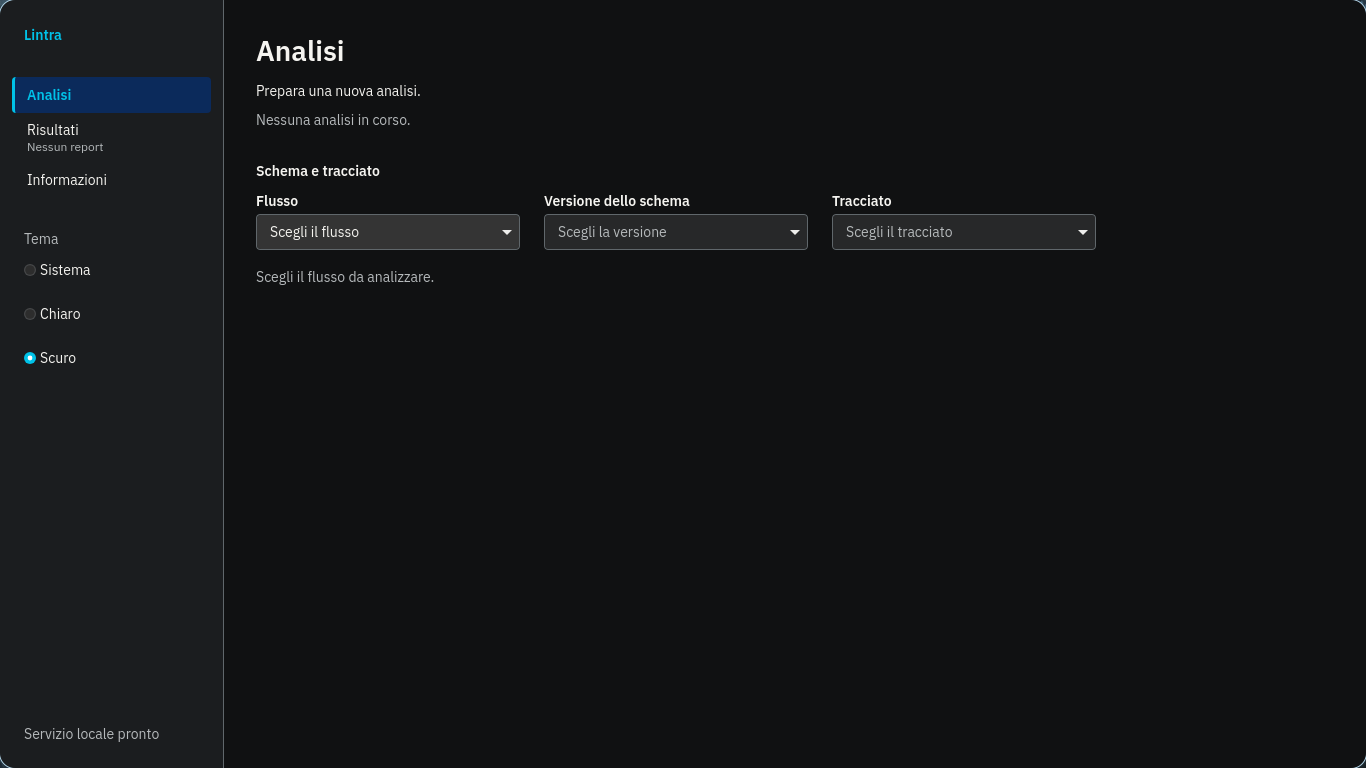 Lintra
Analisi
Risultati
Nessun report
Informazioni
Tema
Sistema
Chiaro
Scuro
Servizio locale pronto
Analisi
Prepara una nuova analisi.
Nessuna analisi in corso.
Schema e tracciato
Flusso
Scegli il flusso
Versione dello schema
Scegli la versione
Tracciato
Scegli il tracciato
Scegli il flusso da analizzare.